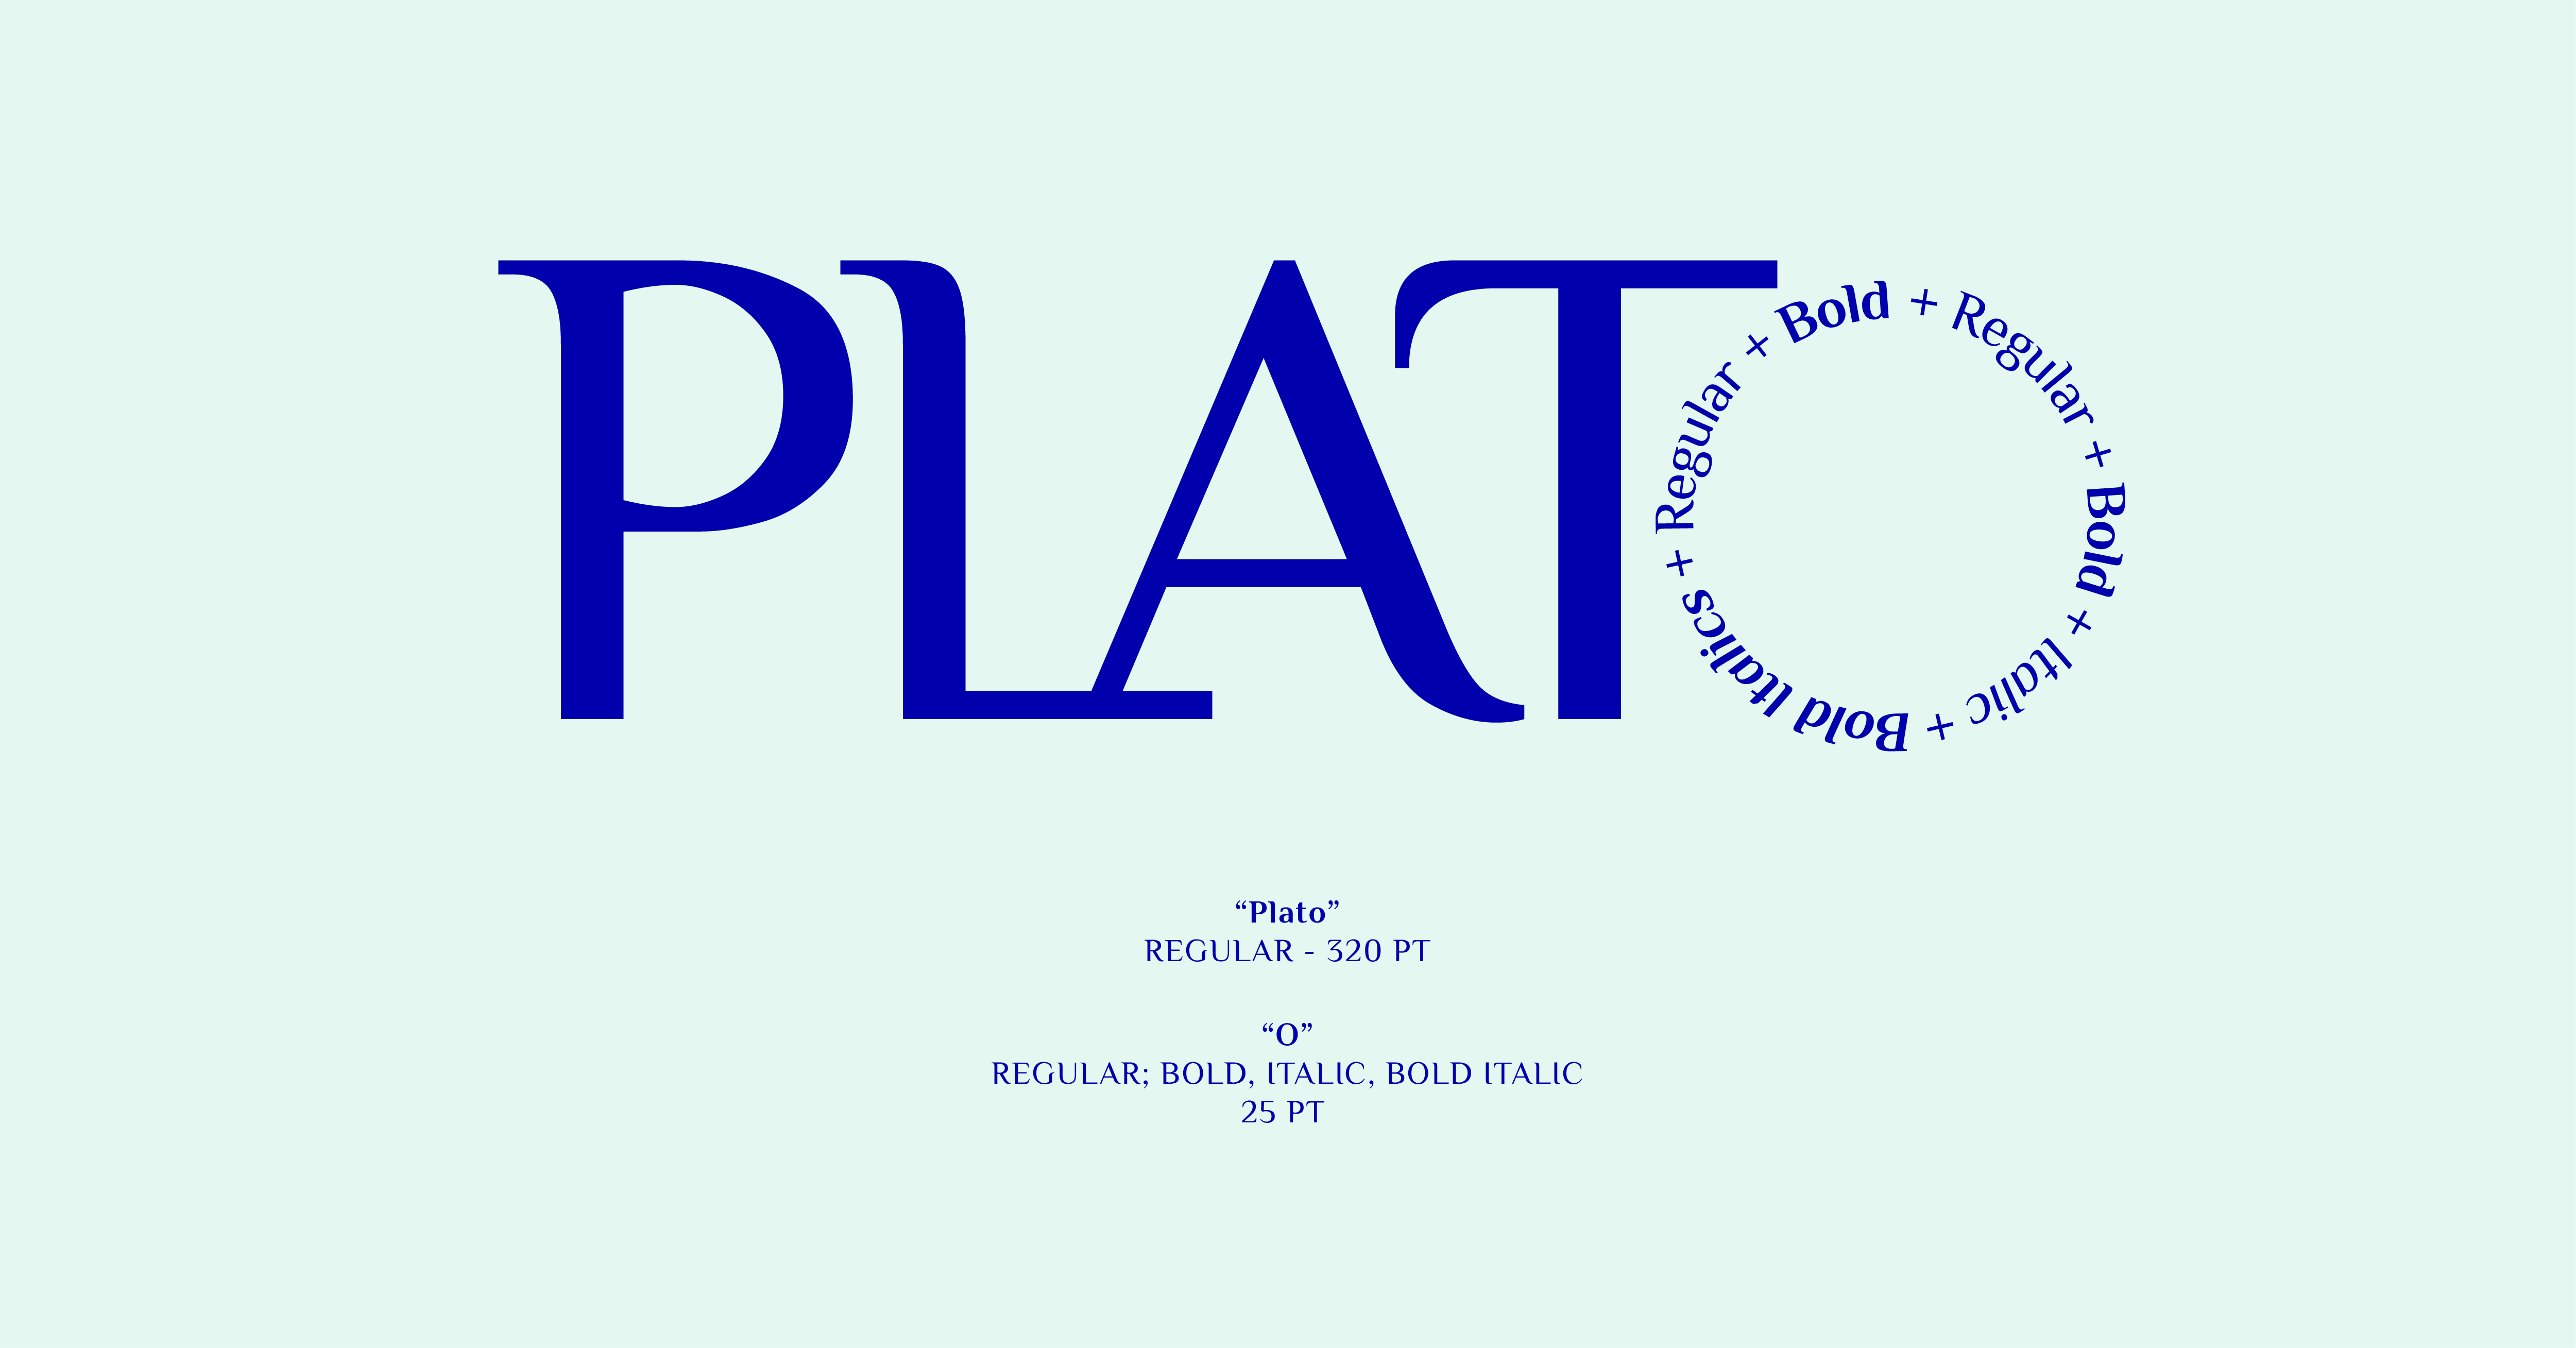 PLAT
Regular + Bold + Regular + Bold + Italic + Bold Italics +
“Plato”
REGULAR - 320 PT
“O”
REGULAR; BOLD, ITALIC, BOLD ITALIC
25 PT